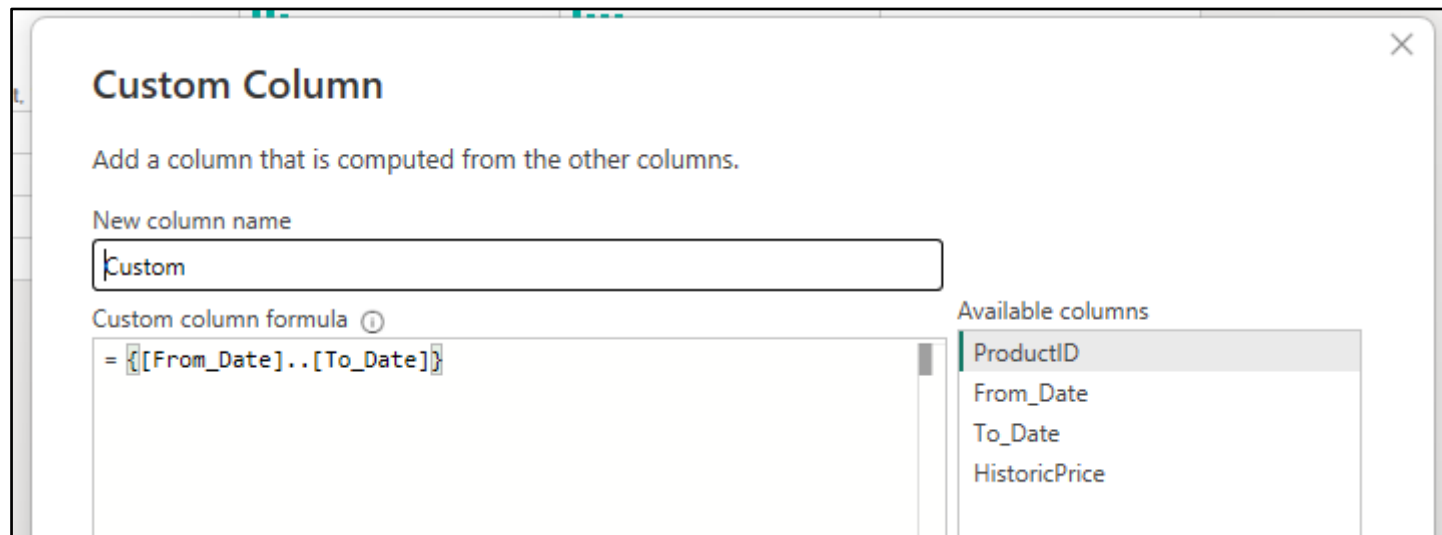 t,
Custom Column
Add a column that is computed from the other columns.
New column name
Custom
Custom column formula
= {[From_Date]..[To_Date]}
Available columns
ProductID
From_Date
To_Date
HistoricPrice